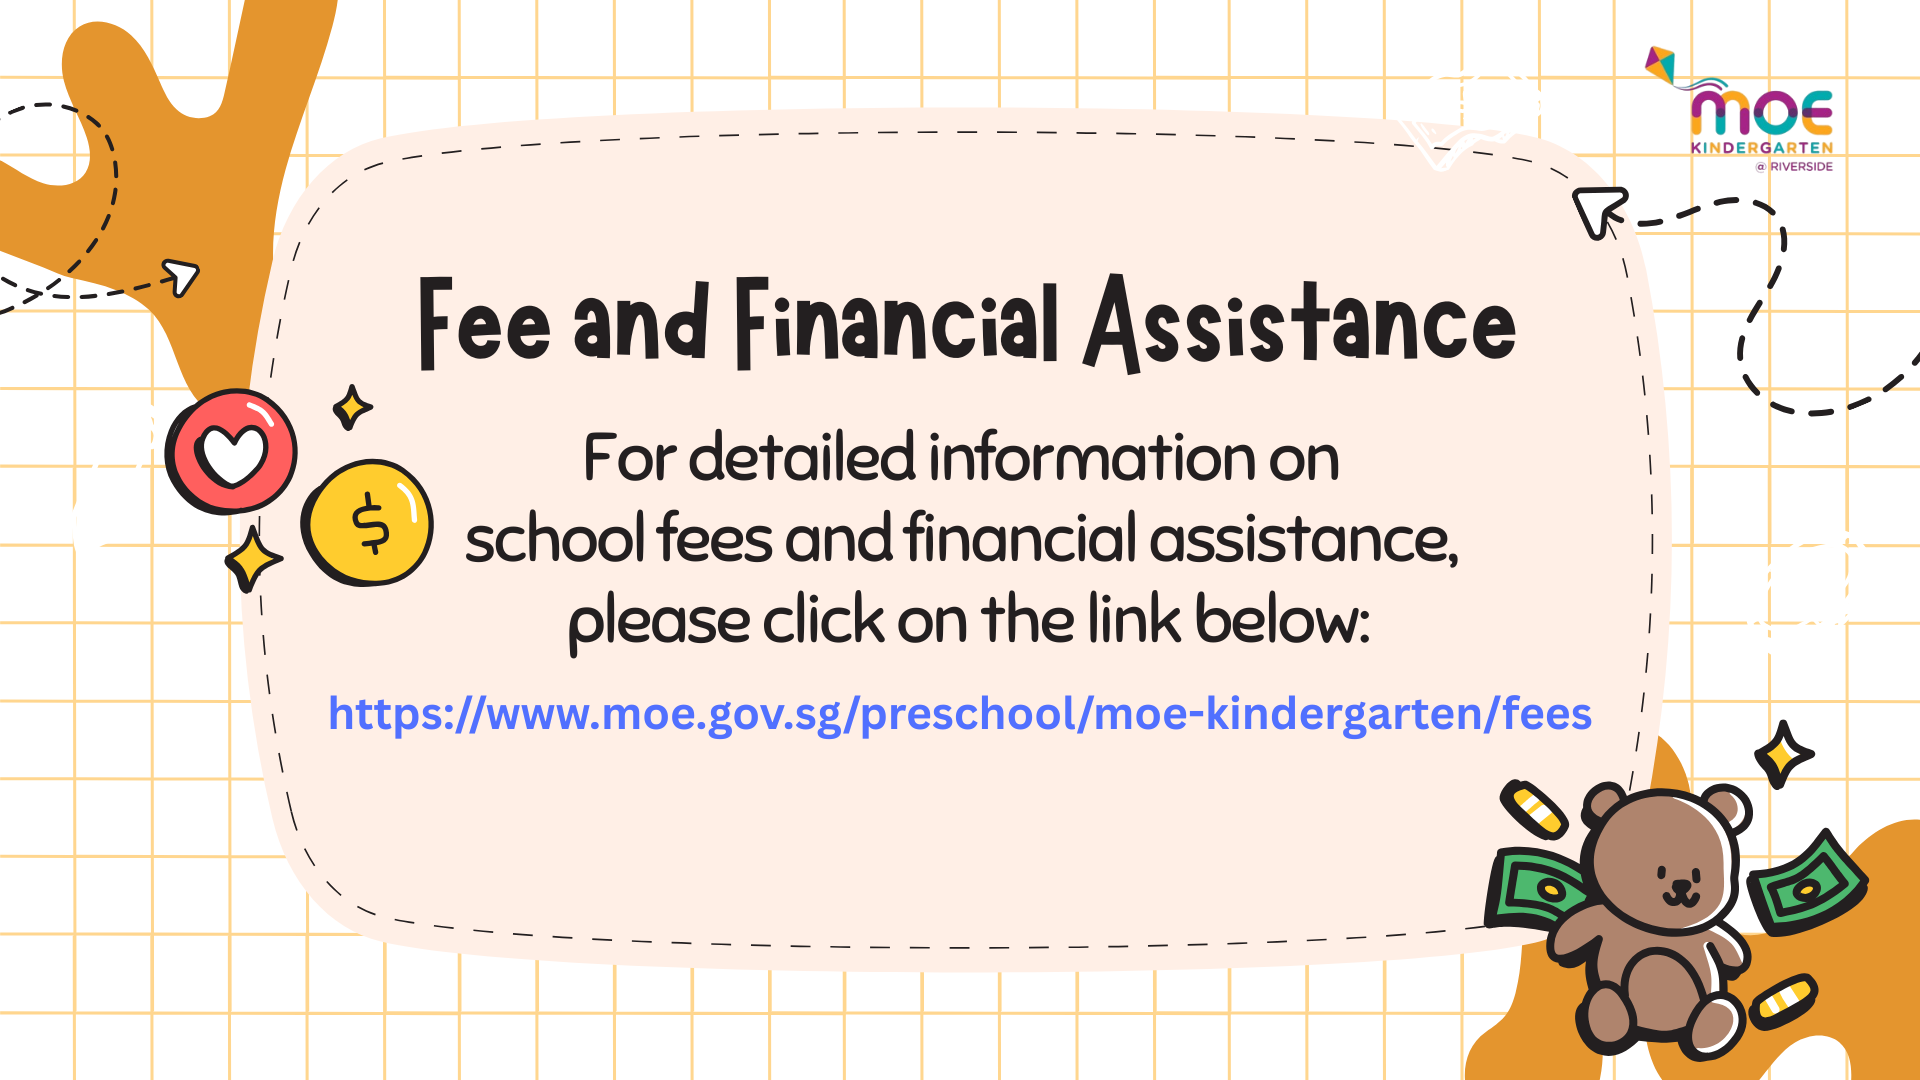 moe
KINDERGARTEN
@ RIVERSIDE
Fee and Financial Assistance
For detailed information on
school fees and financial assistance,
please click on the link below:
https://www.moe.gov.sg/preschool/moe-kindergarten/fees
$